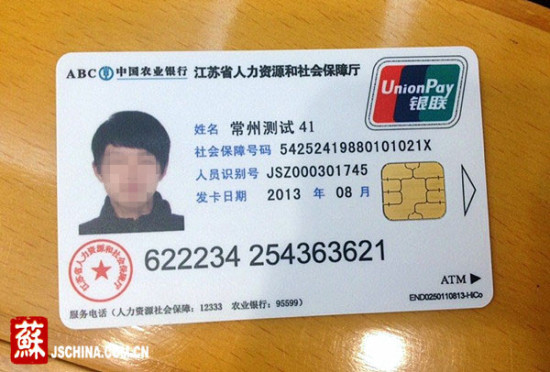 ABC 中国农业银行 江苏省人力资源和社会保障厅
UnionPay
银联
姓名 常州测试 41
社会保障号码 54252419880101021X
人员识别号 JSZ000301745
发卡日期 2013 年 08 月
622234 254363621
江苏省人力资源和社会保障厅
ATM
END0250110813-HiCo
服务电话（人力资源社会保障：12333 农业银行：95599）
蘇 JSCHINA.COM.CN